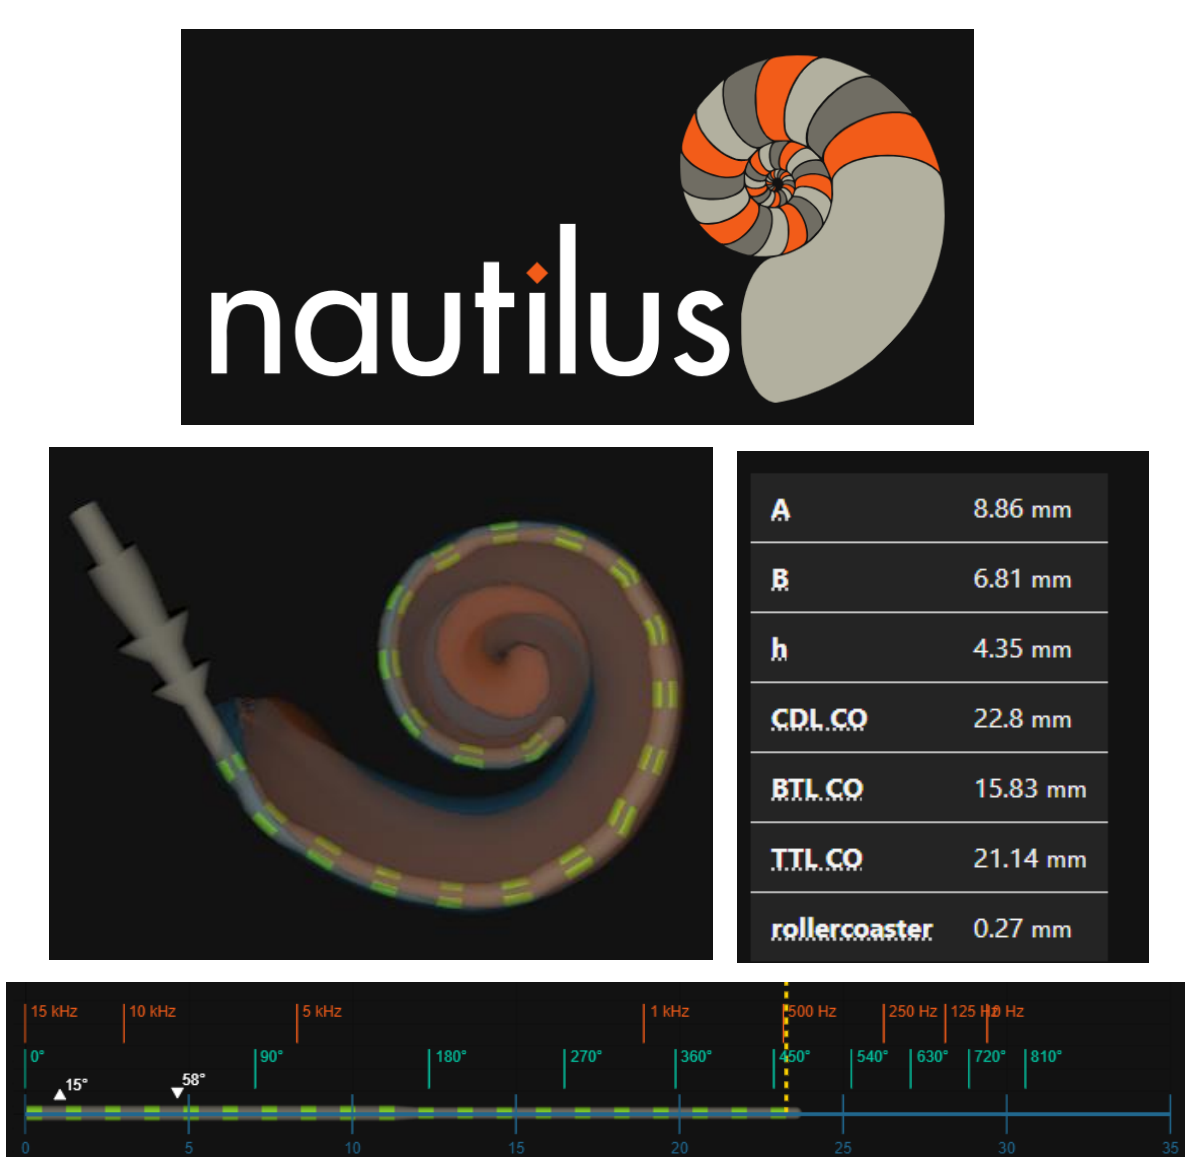 nautilus
A 8.86 mm
B 6.81 mm
h 4.35 mm
CDL CO 22.8 mm
BTL CO 15.83 mm
TTL CO 21.14 mm
rollercoaster 0.27 mm
15 kHz 10 kHz 5 kHz 1 kHz 500 Hz 250 Hz 125 Hz
0° 90° 180° 270° 360° 450° 540° 630° 720° 810°
15° 58°
0 5 10 15 20 25 30 35